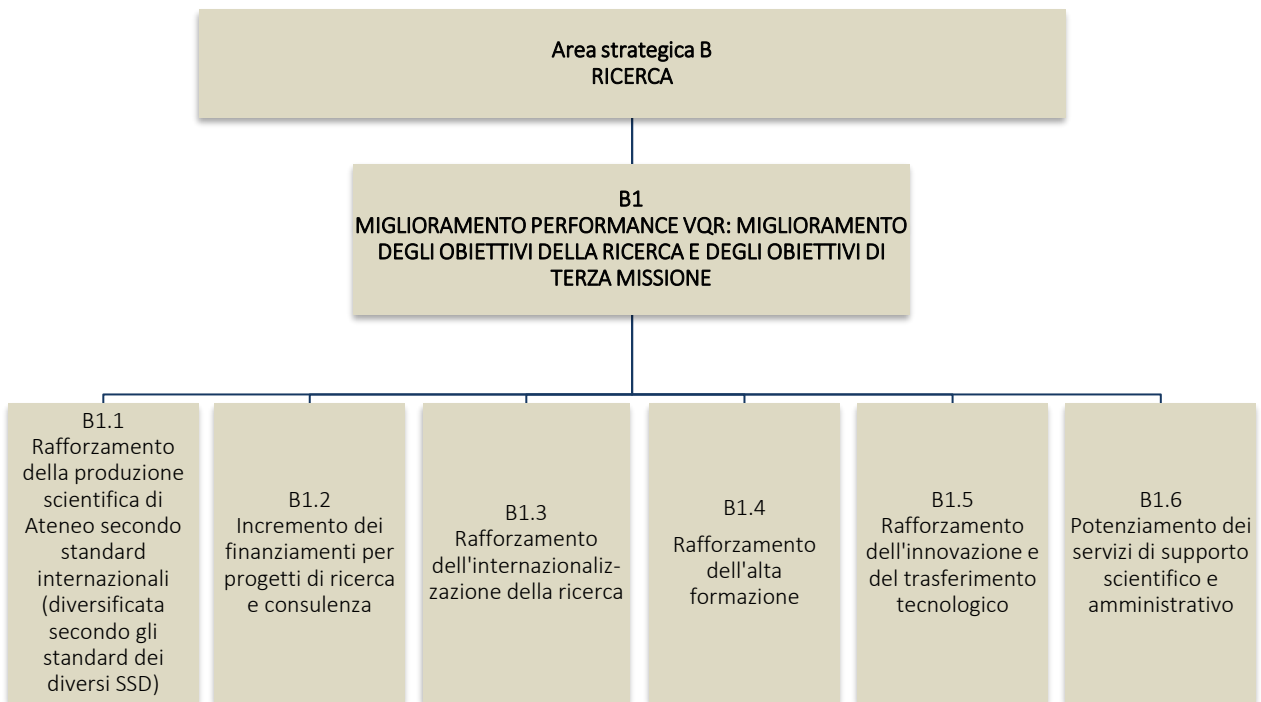 Area strategica B
RICERCA
B1
MIGLIORAMENTO PERFORMANCE VQR: MIGLIORAMENTO
DEGLI OBIETTIVI DELLA RICERCA E DEGLI OBIETTIVI DI
TERZA MISSIONE
B1.1
Rafforzamento
della produzione
scientifica di
Ateneo secondo
standard
internazionali
(diversificata
secondo gli
standard dei
diversi SSD)
B1.2
Incremento dei
finanziamenti per
progetti di ricerca
e consulenza
B1.3
Rafforzamento
dell'internazionaliz-
zazione della ricerca
B1.4
Rafforzamento
dell'alta
formazione
B1.5
Rafforzamento
dell'innovazione e
del trasferimento
tecnologico
B1.6
Potenziamento dei
servizi di supporto
scientifico e
amministrativo